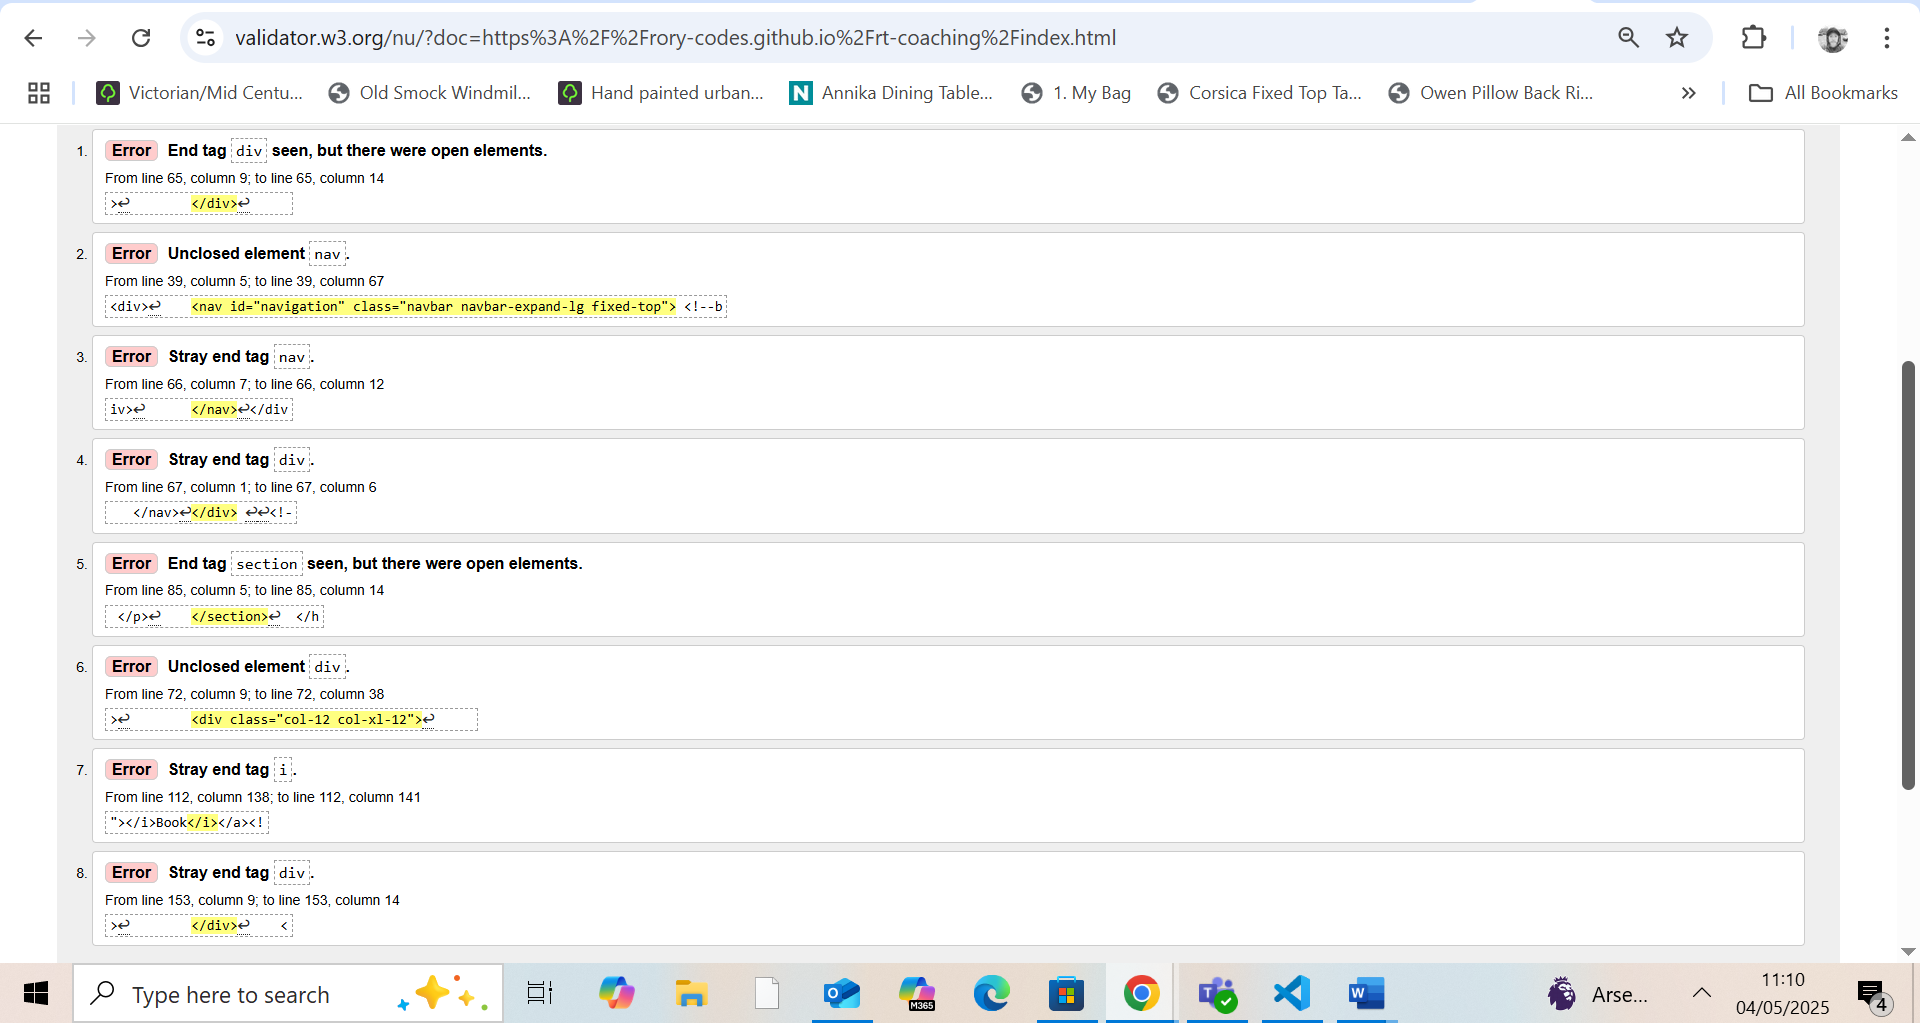 validator.w3.org/nu/?doc=https%3A%2F%2Frory-codes.github.io%2Frt-coaching%2Findex.html
Victorian/Mid Centu... Old Smock Windmil... Hand painted urban... N Annika Dining Table... 1. My Bag Corsica Fixed Top Ta... Owen Pillow Back Ri... » All Bookmarks
1. Error End tag div seen, but there were open elements.
From line 65, column 9; to line 65, column 14
>↩ </div>↩
2. Error Unclosed element nav.
From line 39, column 5; to line 39, column 67
<div>↩ <nav id="navigation" class="navbar navbar-expand-lg fixed-top"> <!--b
3. Error Stray end tag nav.
From line 66, column 7; to line 66, column 12
iv>↩ </nav>↩</div
4. Error Stray end tag div.
From line 67, column 1; to line 67, column 6
</nav>↩</div> ↩↩<!-
5. Error End tag section seen, but there were open elements.
From line 85, column 5; to line 85, column 14
</p>↩ </section>↩ </h
6. Error Unclosed element div.
From line 72, column 9; to line 72, column 38
>↩ <div class="col-12 col-xl-12">↩
7. Error Stray end tag i.
From line 112, column 138; to line 112, column 141
"></i>Book</i></a><!
8. Error Stray end tag div.
From line 153, column 9; to line 153, column 14
>↩ </div>↩ <
Type here to search M365 Arse... 11:10
04/05/2025 4